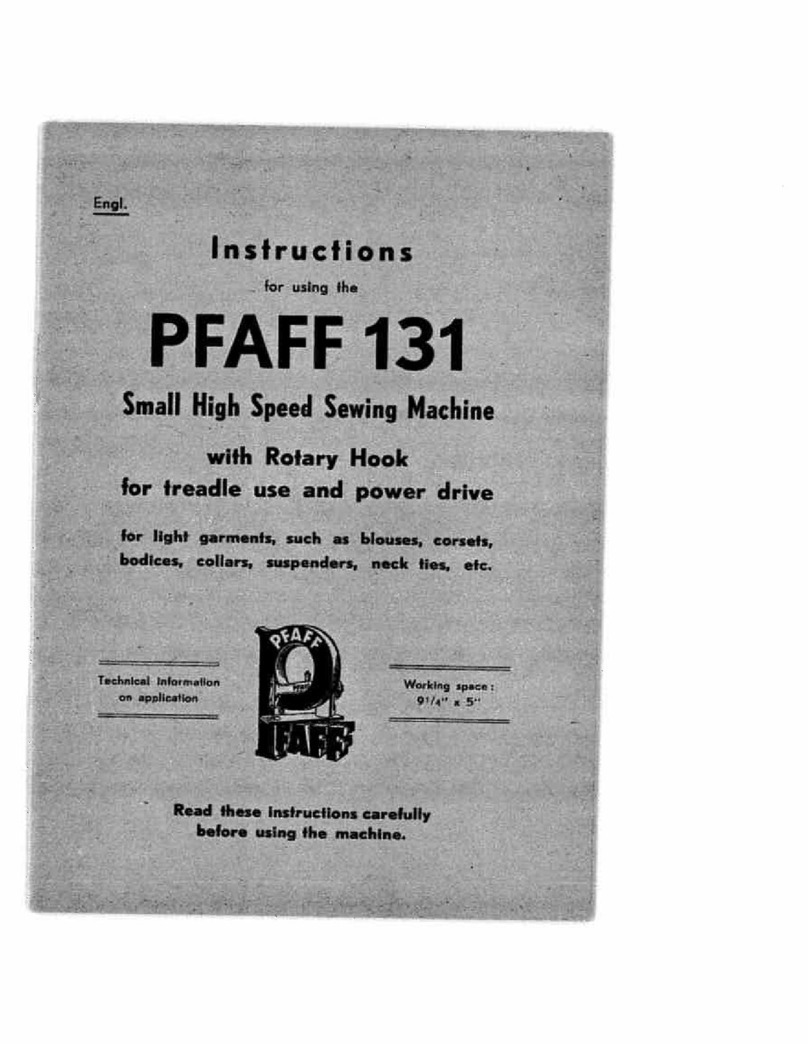 Engl.
Instructions
for using the
PFAFF 131
Small High Speed Sewing Machine
with Rotary Hook
for treadle use and power drive
for light garments, such as blouses, corsets,
bodices, collars, suspenders, neck ties, etc.
PFAFF
PFAFF
Technical Information
on application
Working space:
9 1/4" x 5"
Read these instructions carefully
before using the machine.